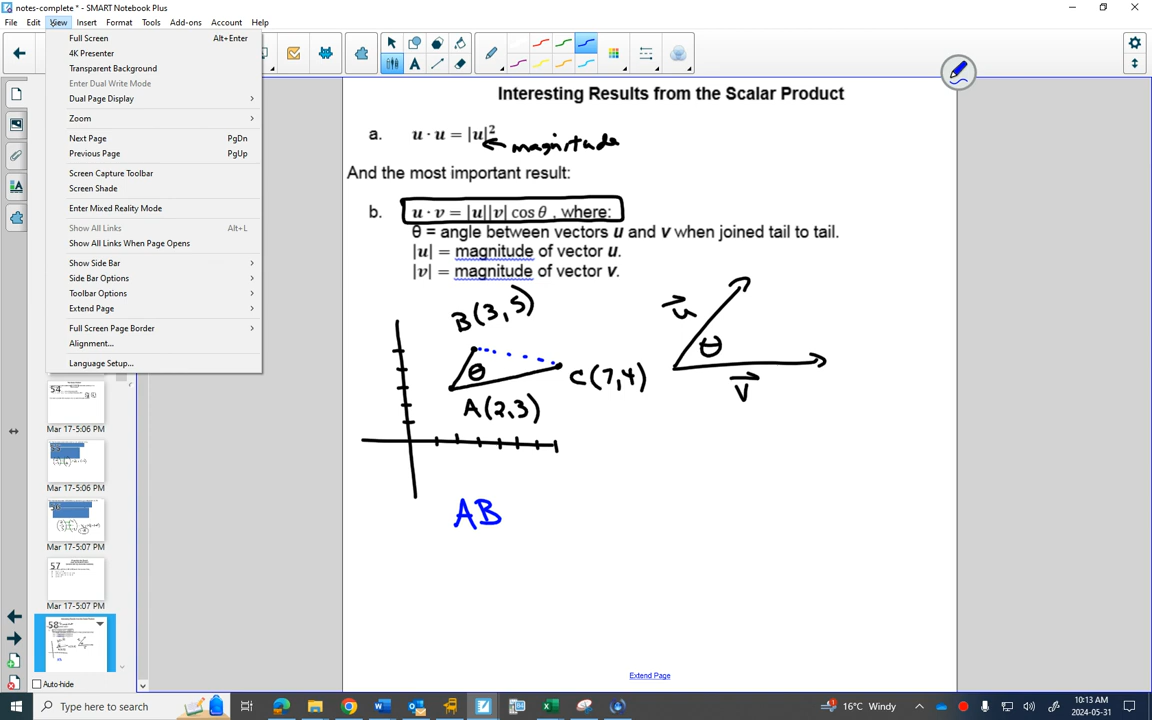 notes-complete * - SMART Notebook Plus
File Edit View Insert Format Tools Add-ons Account Help
Full Screen Alt+Enter
4K Presenter
Transparent Background
Enter Dual Write Mode
Dual Page Display
Zoom
Next Page PgDn
Previous Page PgUp
Screen Capture Toolbar
Screen Shade
Enter Mixed Reality Mode
Show All Links Alt+L
Show All Links When Page Opens
Show Side Bar
Side Bar Options
Toolbar Options
Extend Page
Full Screen Page Border
Alignment...
Language Setup...
54
Mar 17-5:06 PM
Mar 17-5:06 PM
56
Mar 17-5:07 PM
57
Mar 17-5:07 PM
58
Auto-hide
Interesting Results from the Scalar Product
a. u · u = |u|²
magnitude
And the most important result:
b. u · v = |u||v| cos θ , where:
θ = angle between vectors u and v when joined tail to tail.
|u| = magnitude of vector u.
|v| = magnitude of vector v.
B(3,5)
u
θ
θ
C(7,4)
A(2,3)
v
AB
Extend Page
Type here to search
16°C Windy
10:13 AM
2024-05-31